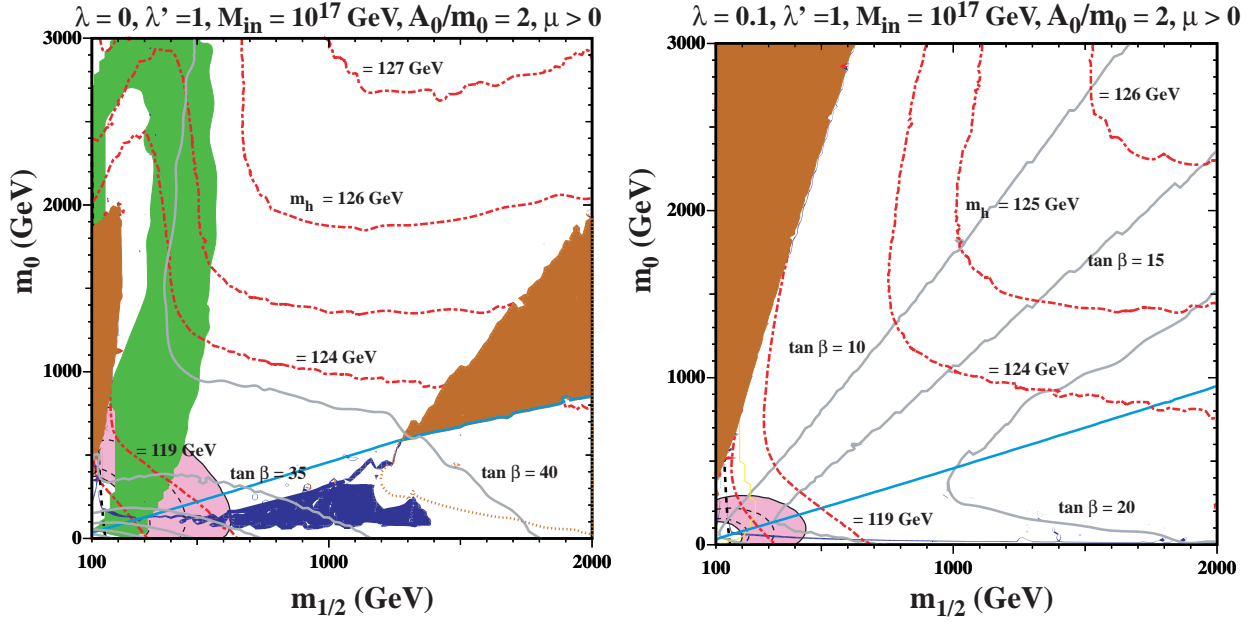 λ = 0, λ' = 1, M_in = 10^17 GeV, A_0/m_0 = 2, μ > 0
3000
= 127 GeV
2000
m_h = 126 GeV
m_0 (GeV)
1000
= 124 GeV
= 119 GeV
tan β = 35
tan β = 40
0
100
1000
2000
m_1/2 (GeV)
λ = 0.1, λ' = 1, M_in = 10^17 GeV, A_0/m_0 = 2, μ > 0
3000
= 126 GeV
2000
m_h = 125 GeV
m_0 (GeV)
tan β = 15
tan β = 10
1000
= 124 GeV
tan β = 20
= 119 GeV
0
100
1000
2000
m_1/2 (GeV)